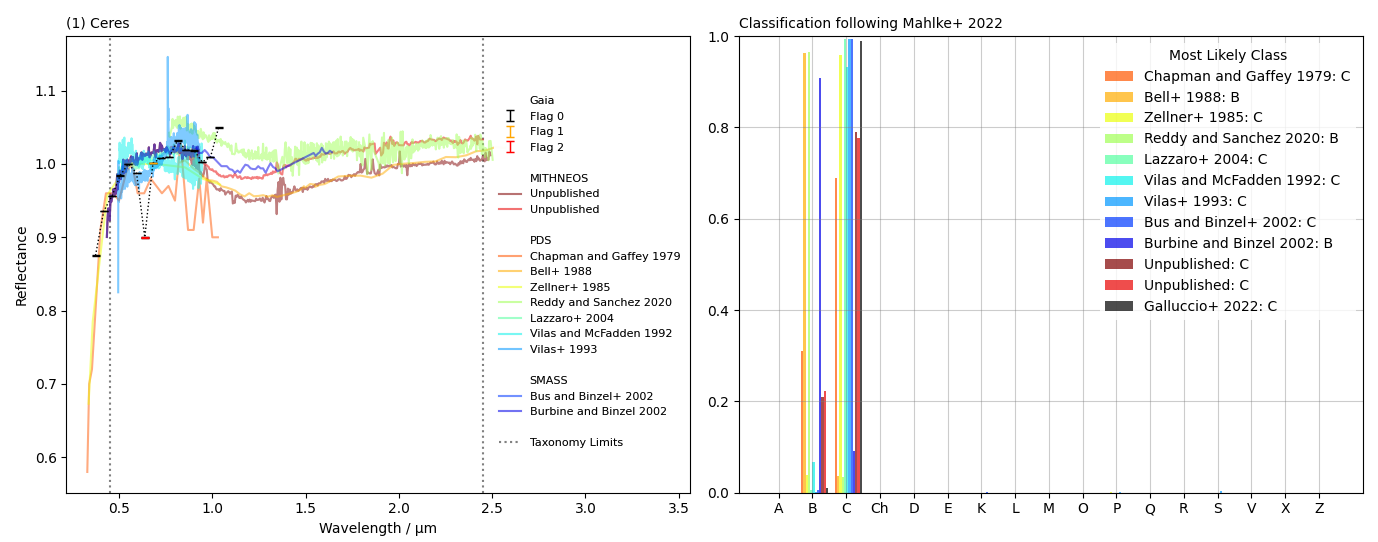 (1) Ceres
Reflectance
1.1
1.0
0.9
0.8
0.7
0.6
0.5
1.0
1.5
2.0
2.5
3.0
3.5
Wavelength / μm
Gaia
Flag 0
Flag 1
Flag 2
MITHNEOS
Unpublished
Unpublished
PDS
Chapman and Gaffey 1979
Bell+ 1988
Zellner+ 1985
Reddy and Sanchez 2020
Lazzaro+ 2004
Vilas and McFadden 1992
Vilas+ 1993
SMASS
Bus and Binzel+ 2002
Burbine and Binzel 2002
Taxonomy Limits
Classification following Mahlke+ 2022
1.0
0.8
0.6
0.4
0.2
0.0
A B C Ch D E K L M O P Q R S V X Z
Most Likely Class
Chapman and Gaffey 1979: C
Bell+ 1988: B
Zellner+ 1985: C
Reddy and Sanchez 2020: B
Lazzaro+ 2004: C
Vilas and McFadden 1992: C
Vilas+ 1993: C
Bus and Binzel+ 2002: C
Burbine and Binzel 2002: B
Unpublished: C
Unpublished: C
Galluccio+ 2022: C